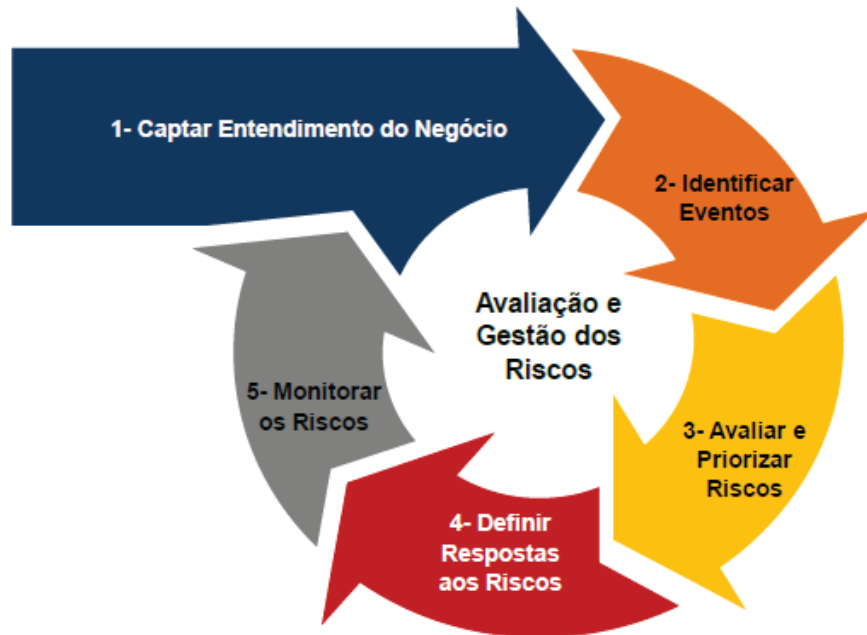 1- Captar Entendimento do Negócio
2- Identificar
Eventos
Avaliação e
Gestão dos
Riscos
3- Avaliar e
Priorizar
Riscos
4- Definir
Respostas
aos Riscos
5- Monitorar
os Riscos